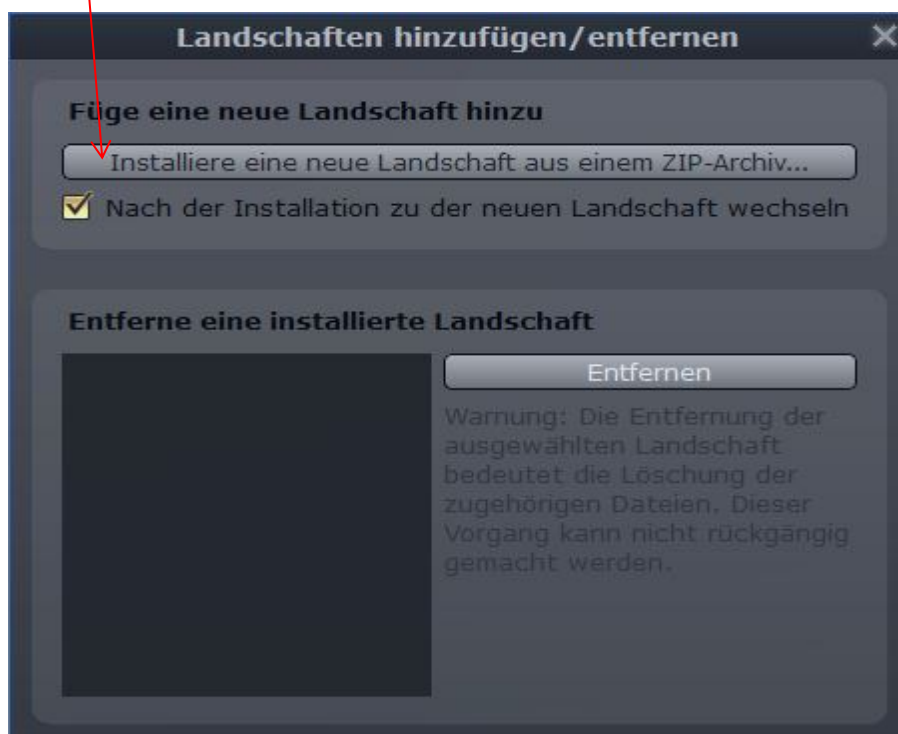 Landschaften hinzufügen/entfernen
Füge eine neue Landschaft hinzu
Installiere eine neue Landschaft aus einem ZIP-Archiv...
Nach der Installation zu der neuen Landschaft wechseln
Entferne eine installierte Landschaft
Entfernen
Warnung: Die Entfernung der
ausgewählten Landschaft
bedeutet die Löschung der
zugehörigen Dateien. Dieser
Vorgang kann nicht rückgängig
gemacht werden.